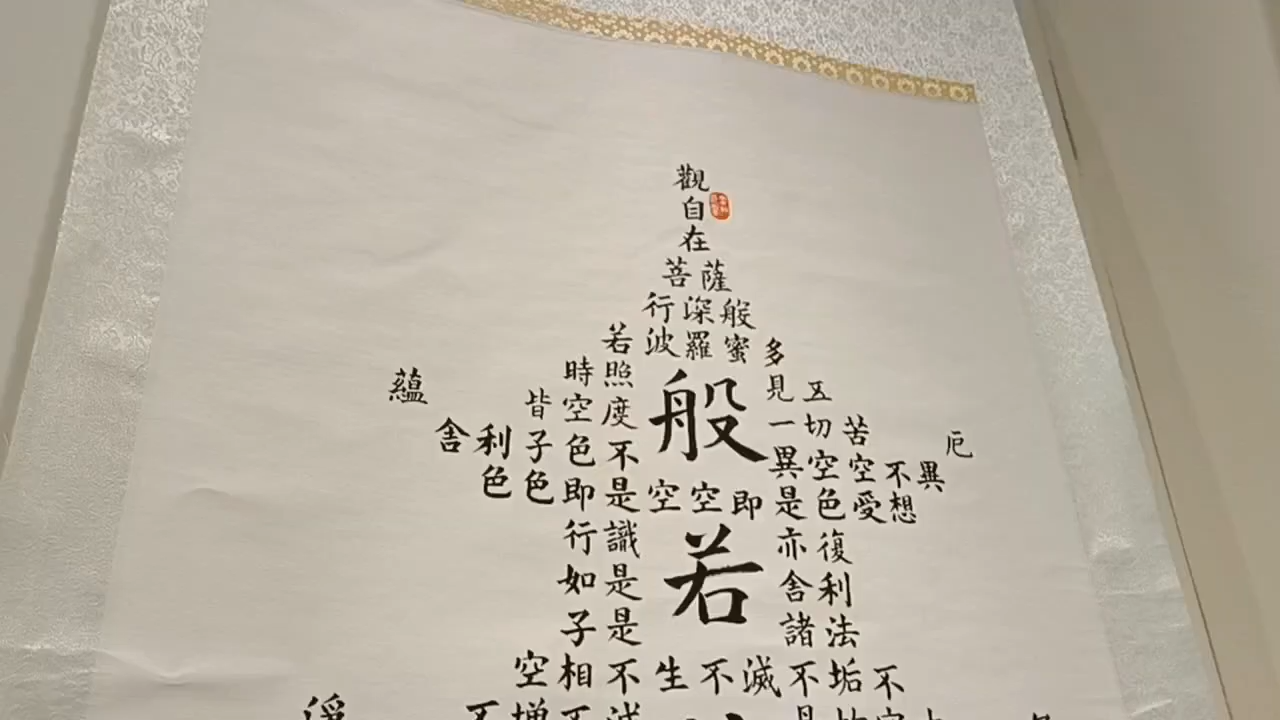 觀
自
在
菩薩
行深般
若波羅蜜多
蘊時照見五
皆空度一切苦厄
般
舍利子色不異空空不異
色色即是空空即是色受想
行識亦復
若
如是舍利
子是諸法
空相不生不滅不垢不